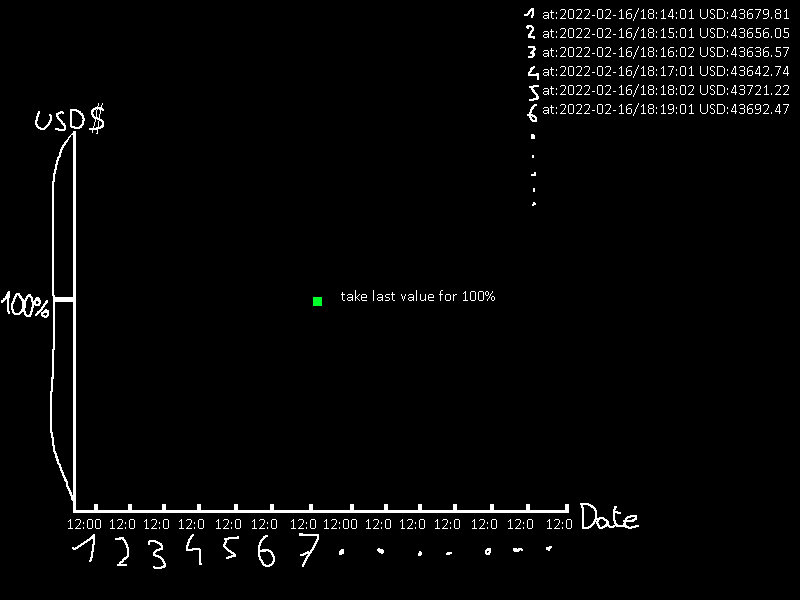 1 at:2022-02-16/18:14:01 USD:43679.81
2 at:2022-02-16/18:15:01 USD:43656.05
3 at:2022-02-16/18:16:02 USD:43636.57
4 at:2022-02-16/18:17:01 USD:43642.74
5 at:2022-02-16/18:18:02 USD:43721.22
6 at:2022-02-16/18:19:01 USD:43692.47
USD$
100%
take last value for 100%
12:00 12:0 12:0 12:0 12:0 12:0 12:0 12:00 12:0 12:0 12:0 12:0 12:0 12:0 Date
1 2 3 4 5 6 7